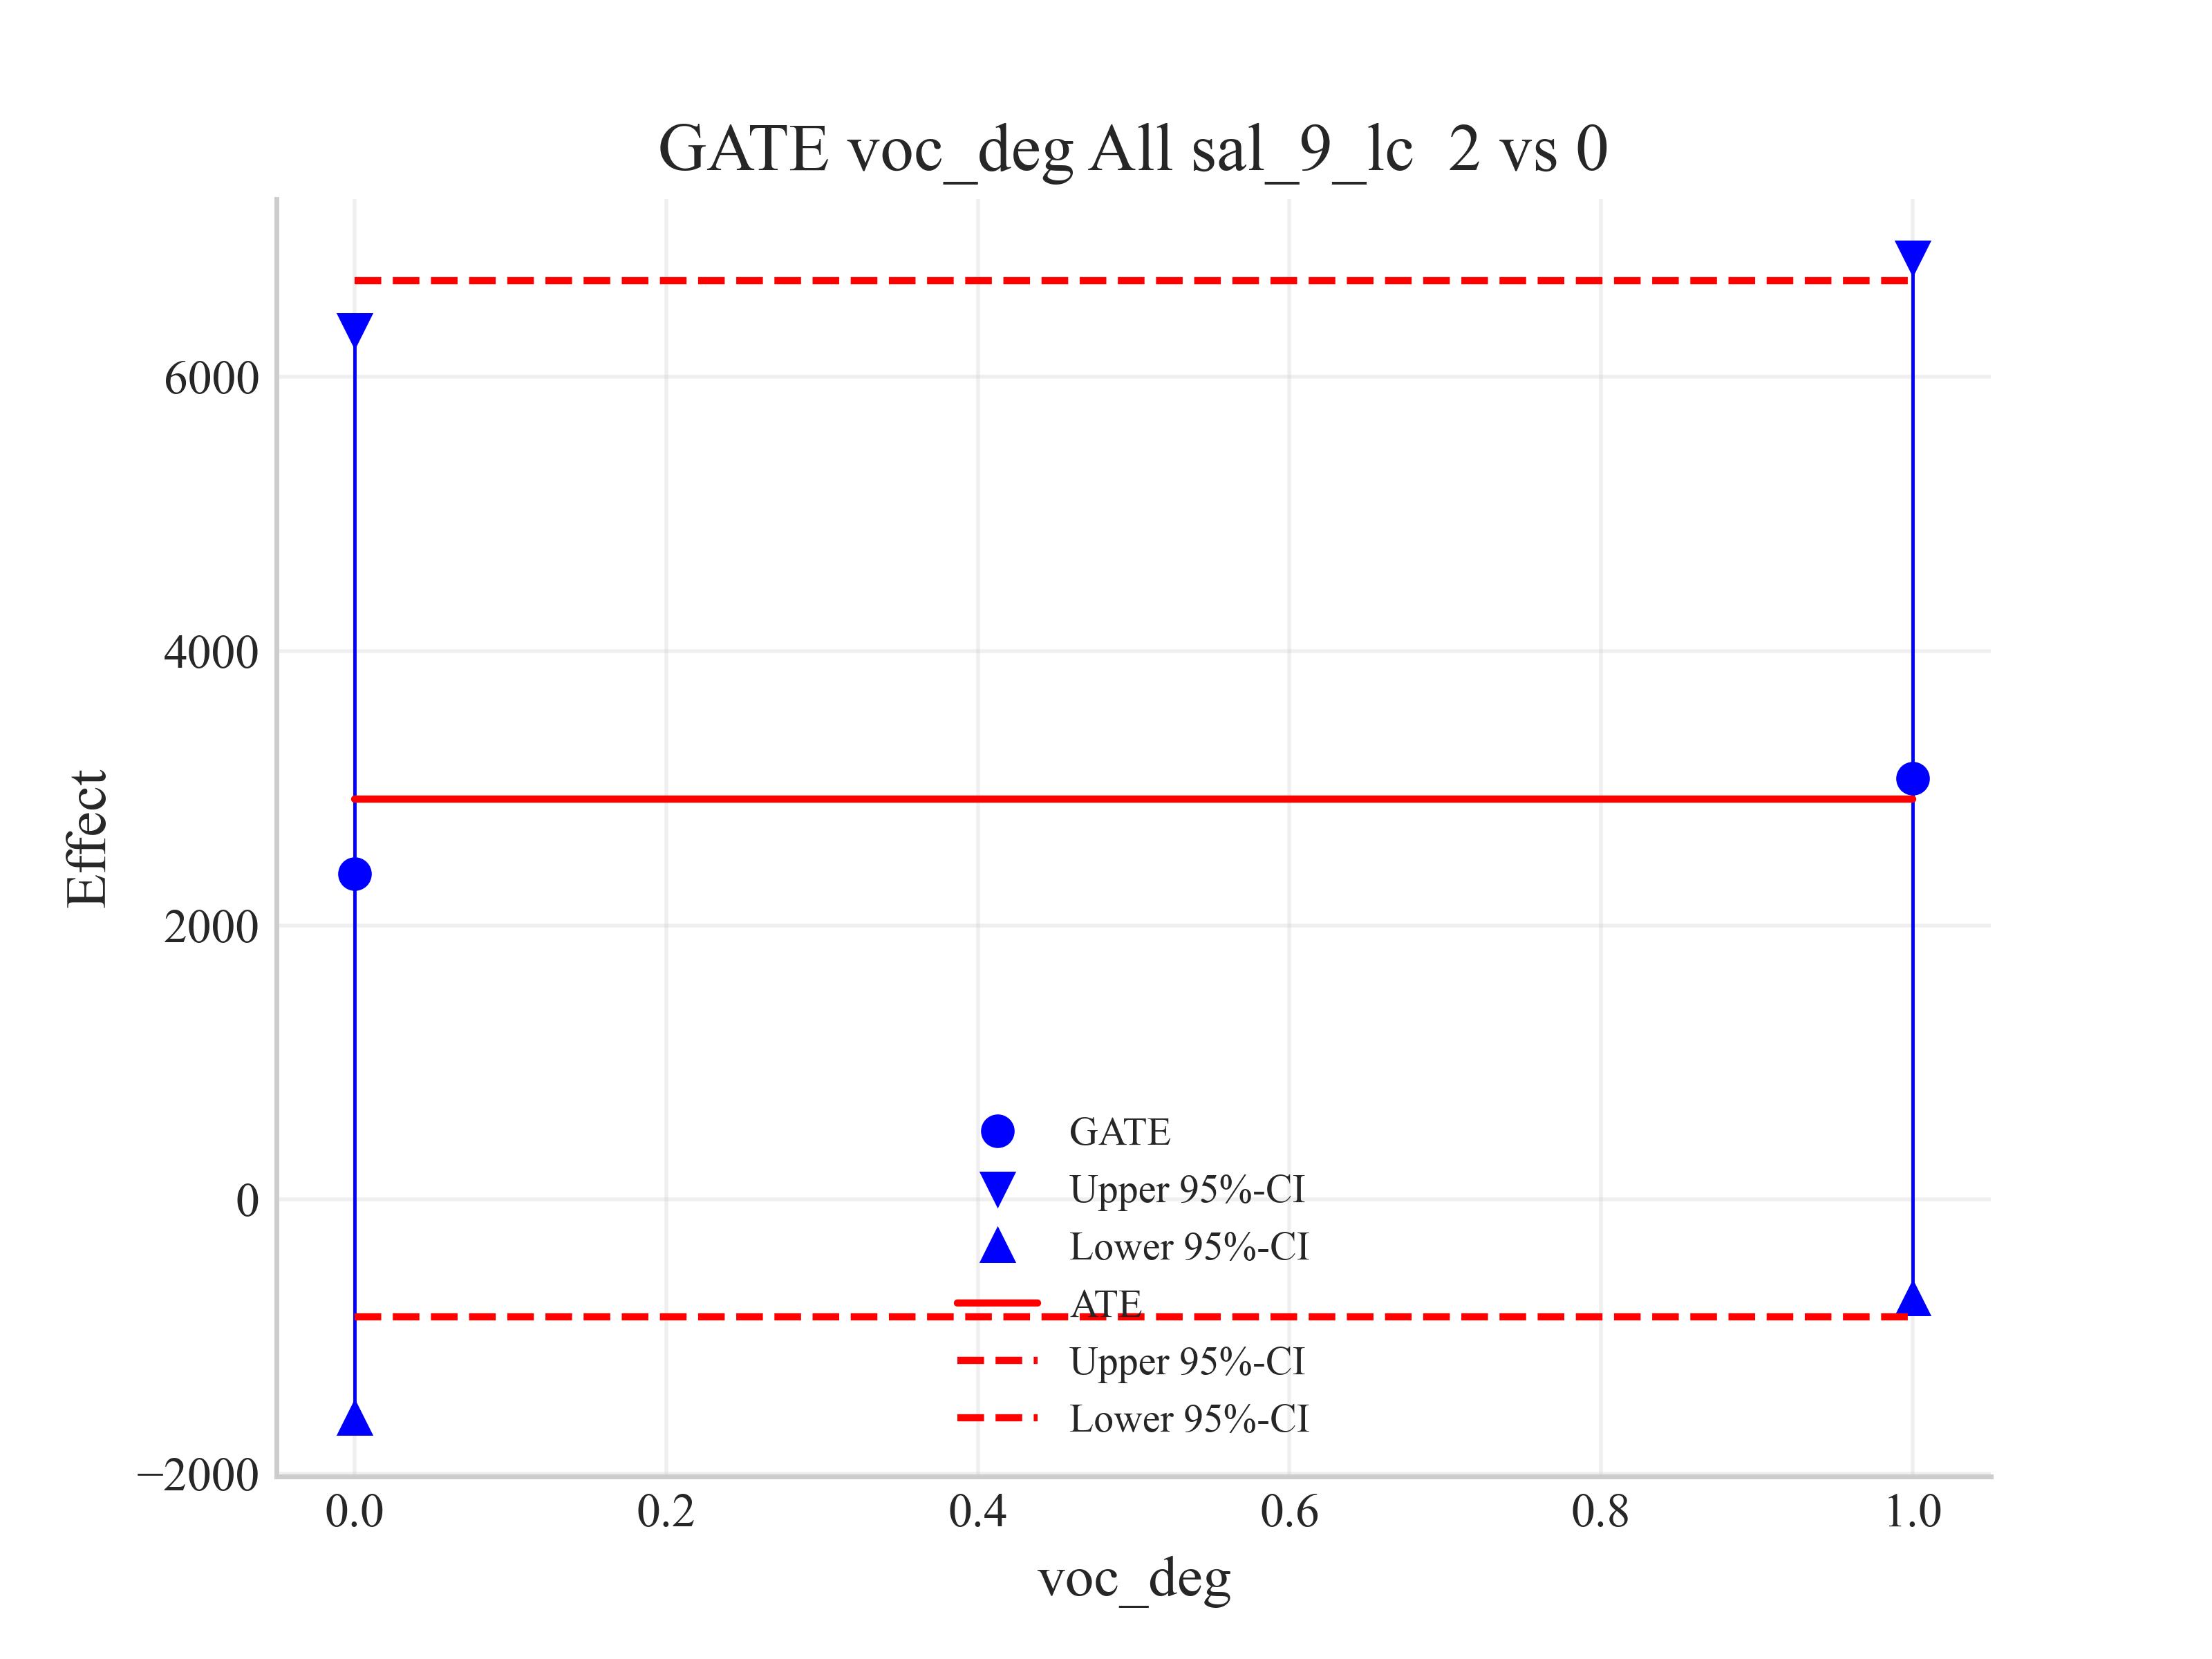 GATE voc_deg All sal_9_lc  2 vs 0
Effect
6000
4000
2000
0
−2000
GATE
Upper 95%-CI
Lower 95%-CI
ATE
Upper 95%-CI
Lower 95%-CI
0.0 0.2 0.4 0.6 0.8 1.0
voc_deg